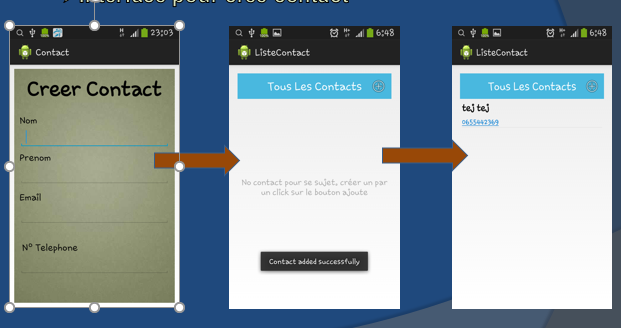 Interface pour crée contact
23:03
Contact
Creer Contact
Nom
Prenom
Email
N° Telephone
6:48
ListeContact
Tous Les Contacts
No contact pour se sujet, créer un par
un click sur le bouton ajoute
Contact added successfully
6:48
ListeContact
Tous Les Contacts
tej tej
0655442369